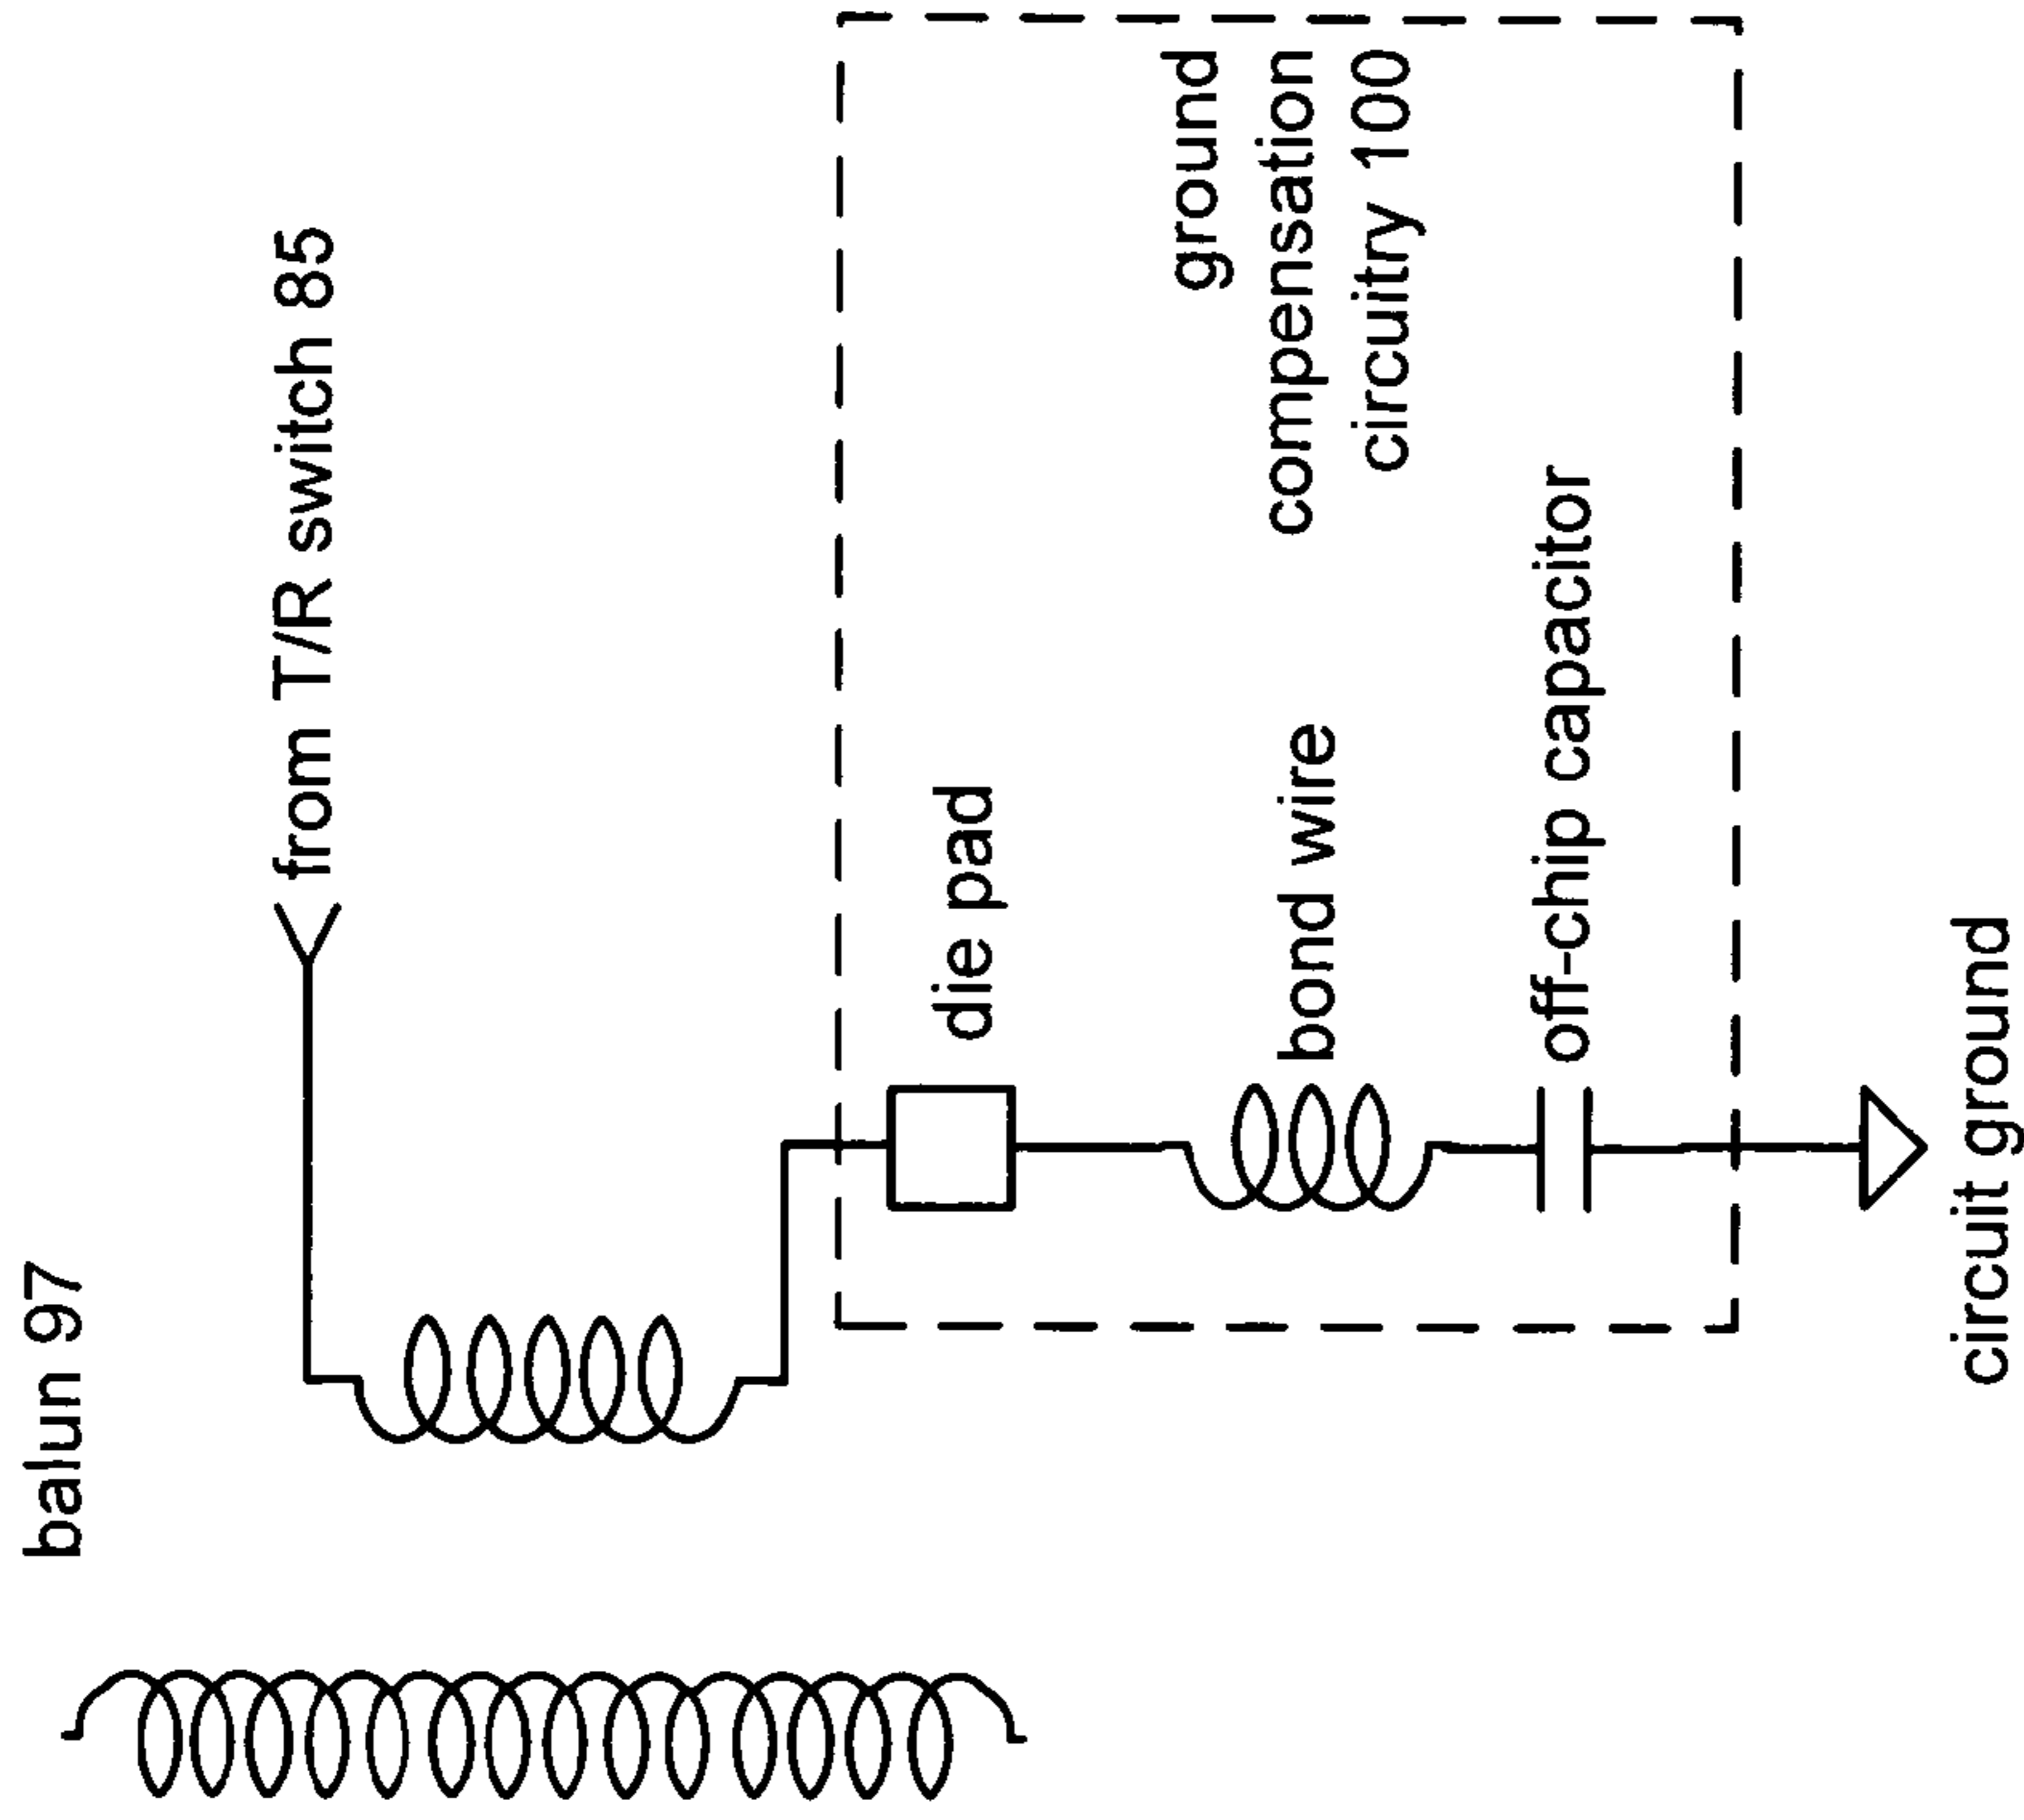 balun 97
from T/R switch 85
die pad
ground
compensation
circuitry 100
bond wire
off-chip capacitor
circuit ground